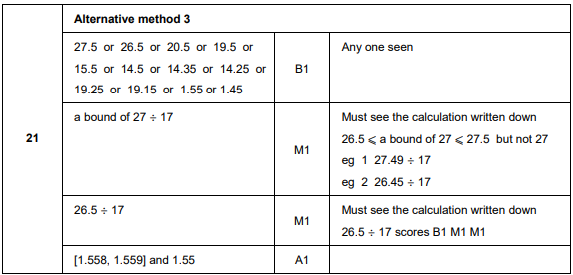 Alternative method 3
27.5 or 26.5 or 20.5 or 19.5 or
15.5 or 14.5 or 14.35 or 14.25 or
19.25 or 19.15 or 1.55 or 1.45
B1
Any one seen
21
a bound of 27 ÷ 17
M1
Must see the calculation written down
26.5 ⩽ a bound of 27 ⩽ 27.5 but not 27
eg 1 27.49 ÷ 17
eg 2 26.45 ÷ 17
26.5 ÷ 17
M1
Must see the calculation written down
26.5 ÷ 17 scores B1 M1 M1
[1.558, 1.559] and 1.55
A1